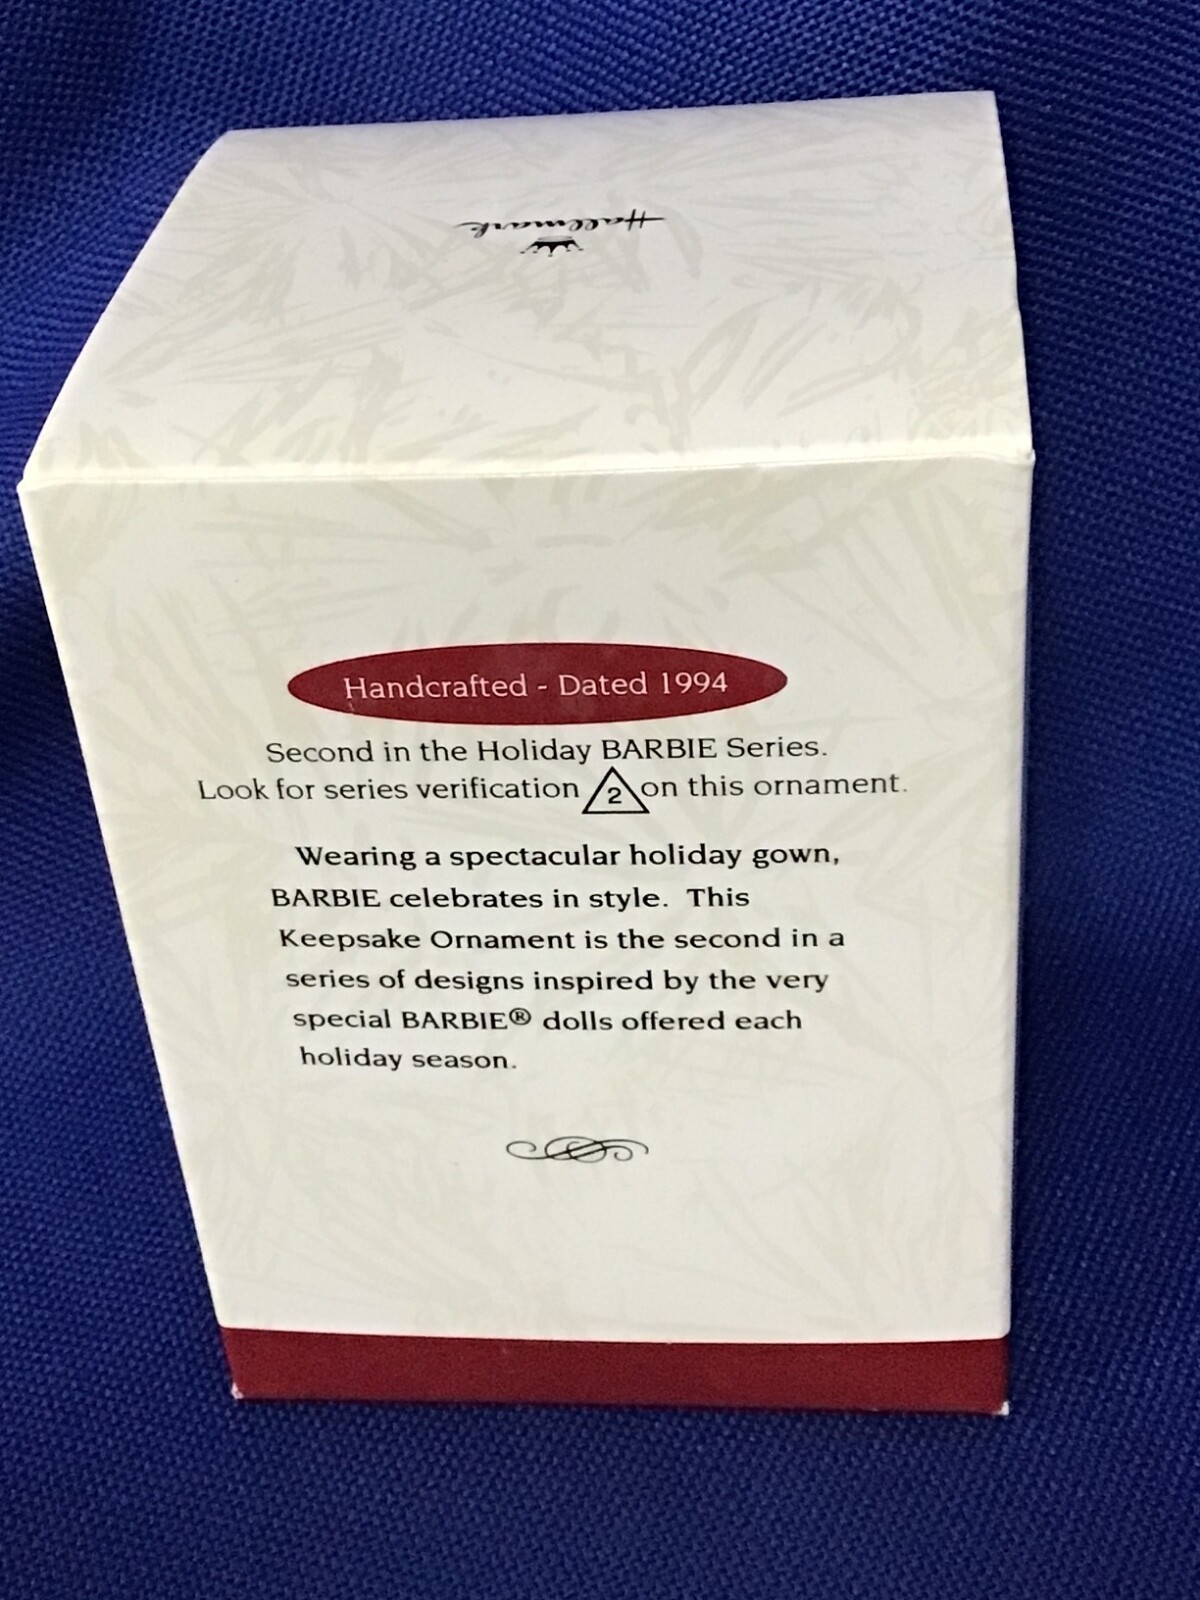 Hallmark
Handcrafted - Dated 1994
Second in the Holiday BARBIE Series.
Look for series verification 2 on this ornament.
Wearing a spectacular holiday gown,
BARBIE celebrates in style. This
Keepsake Ornament is the second in a
series of designs inspired by the very
special BARBIE® dolls offered each
holiday season.